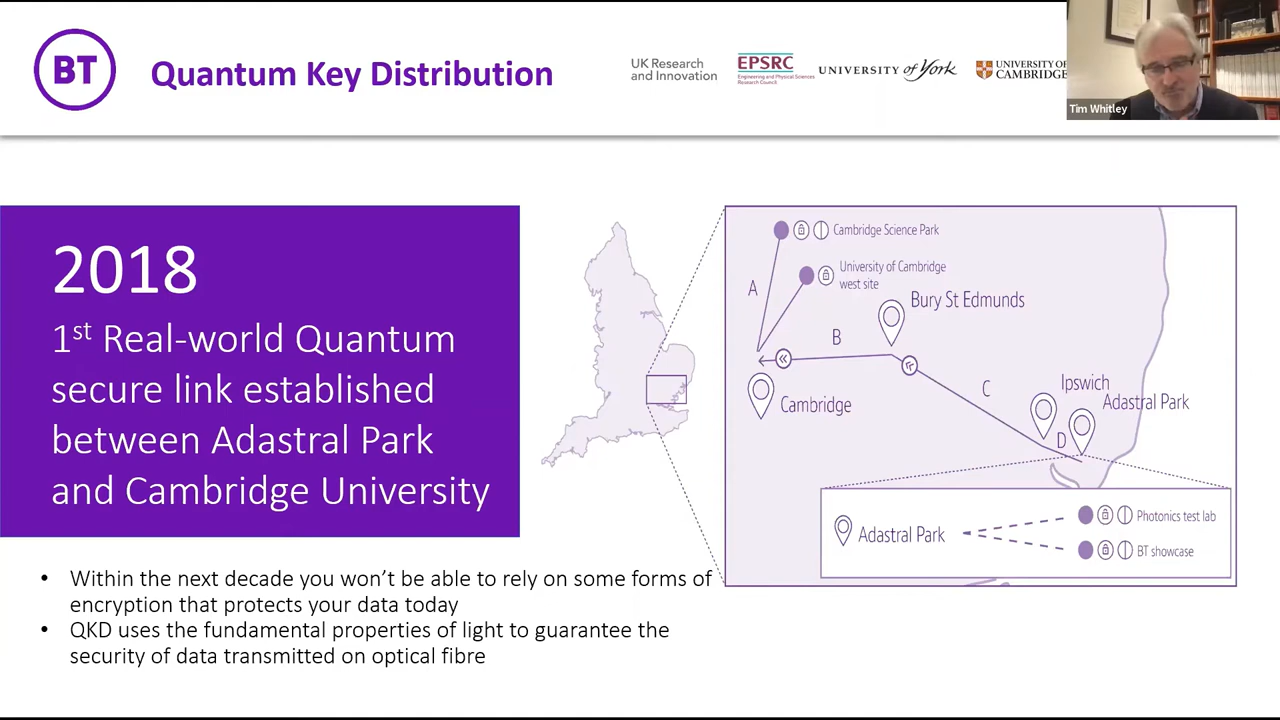 BT
Quantum Key Distribution
UK Research
and Innovation
EPSRC
Engineering and Physical Sciences
Research Council
UNIVERSITY of York
UNIVERSITY OF
CAMBRIDGE
Tim Whitley
2018
1st Real-world Quantum
secure link established
between Adastral Park
and Cambridge University
Cambridge Science Park
University of Cambridge
west site
A
Bury St Edmunds
B
Cambridge
C
Ipswich
Adastral Park
D
Adastral Park
Photonics test lab
BT showcase
• Within the next decade you won’t be able to rely on some forms of
encryption that protects your data today
• QKD uses the fundamental properties of light to guarantee the
security of data transmitted on optical fibre